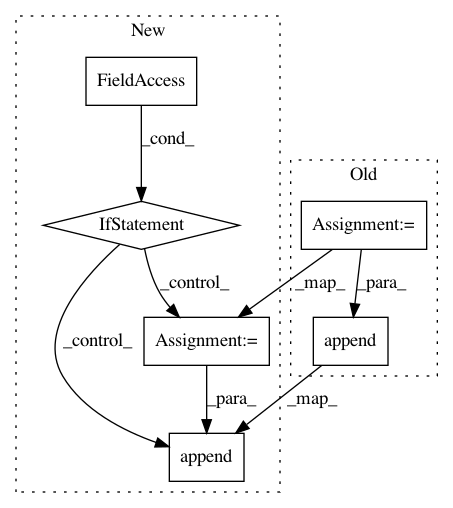 New
FieldAccess
_cond_
Old
IfStatement
Assignment:=
_control_
_map_
_para_
_control_
Assignment:=
append
_para_
_map_
append